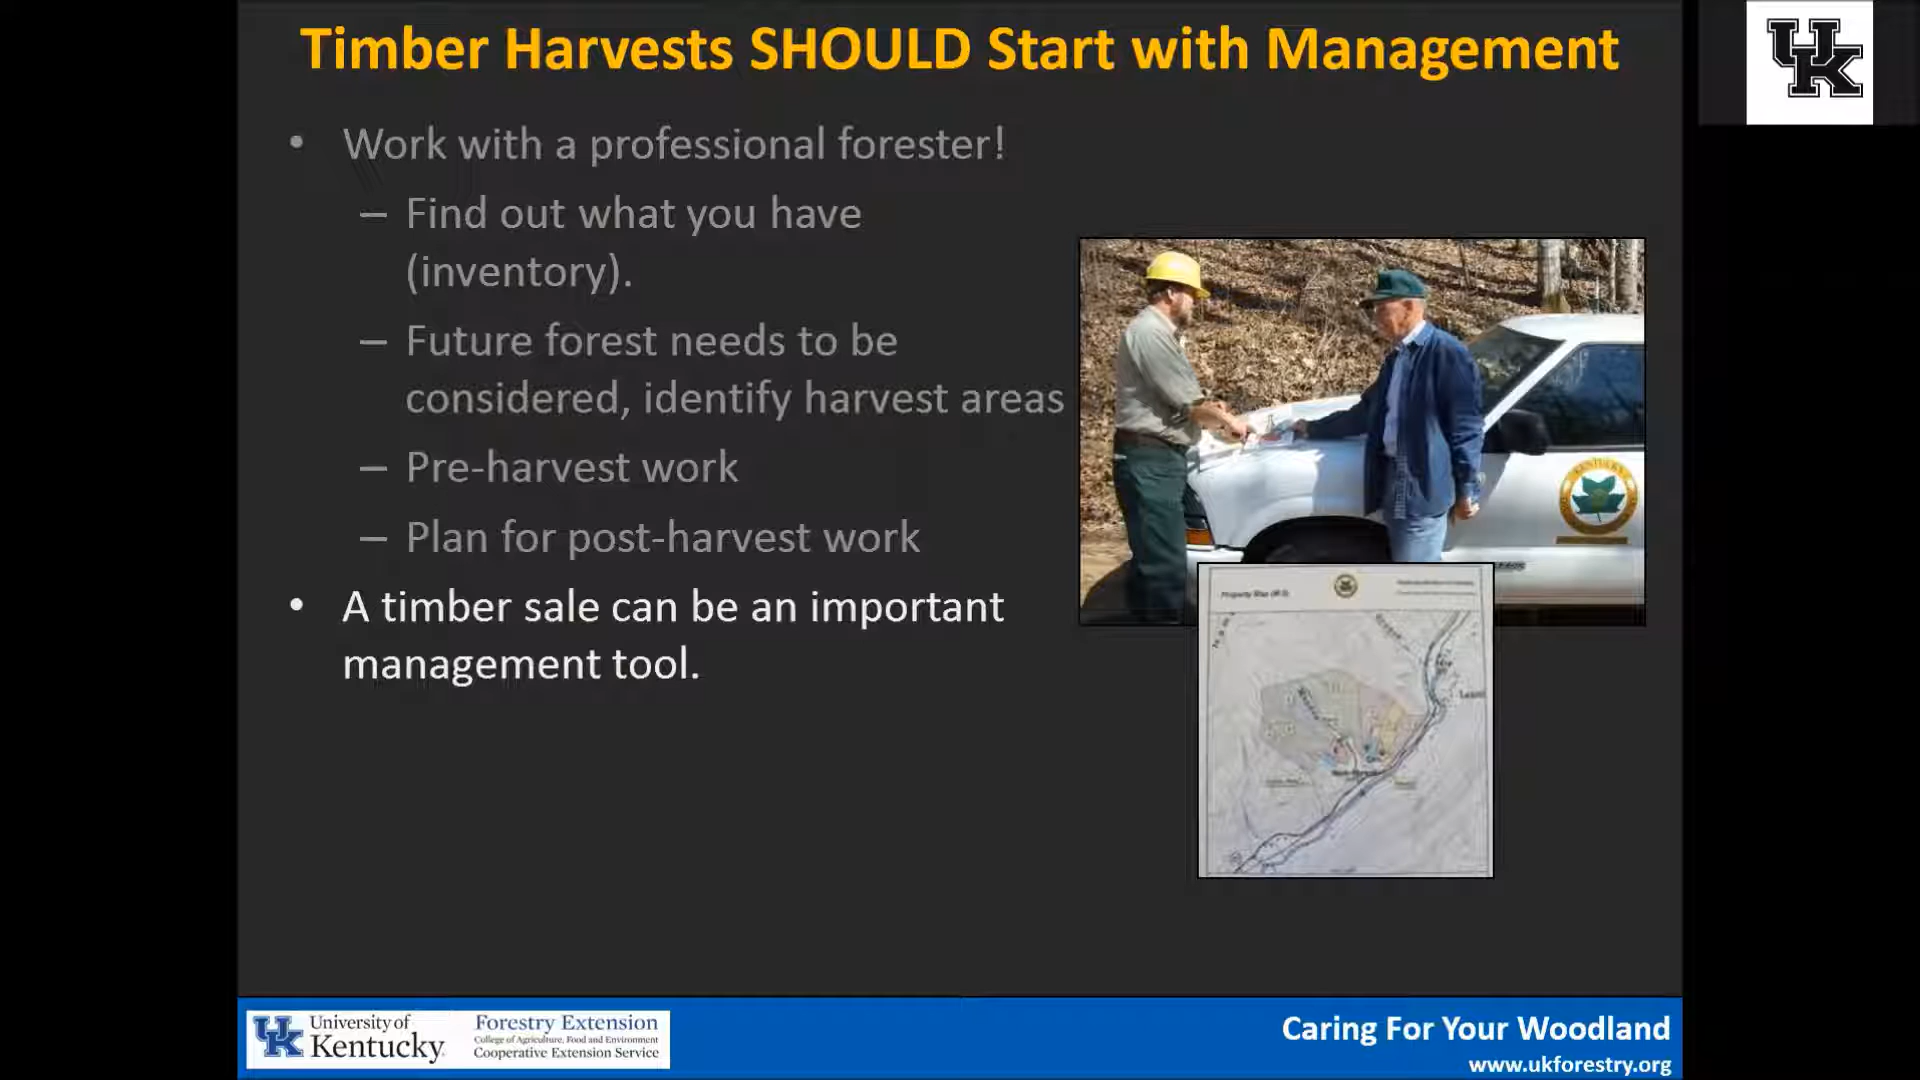 Timber Harvests SHOULD Start with Management
UK
• Work with a professional forester!
– Find out what you have
(inventory).
– Future forest needs to be
considered, identify harvest areas
– Pre-harvest work
– Plan for post-harvest work
• A timber sale can be an important
management tool.
KENTUCKY
UK
University of
Kentucky
Forestry Extension
College of Agriculture, Food and Environment
Cooperative Extension Service
Caring For Your Woodland
www.ukforestry.org